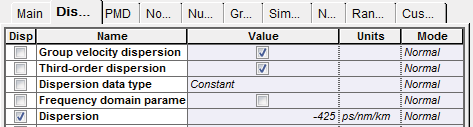 Main Dis... PMD No... Nu... Gr... Sim... N... Ran... Cus...
Disp Name Value Units Mode
Group velocity dispersion Normal
Third-order dispersion Normal
Dispersion data type Constant Normal
Frequency domain parame Normal
Dispersion -425 ps/nm/km Normal